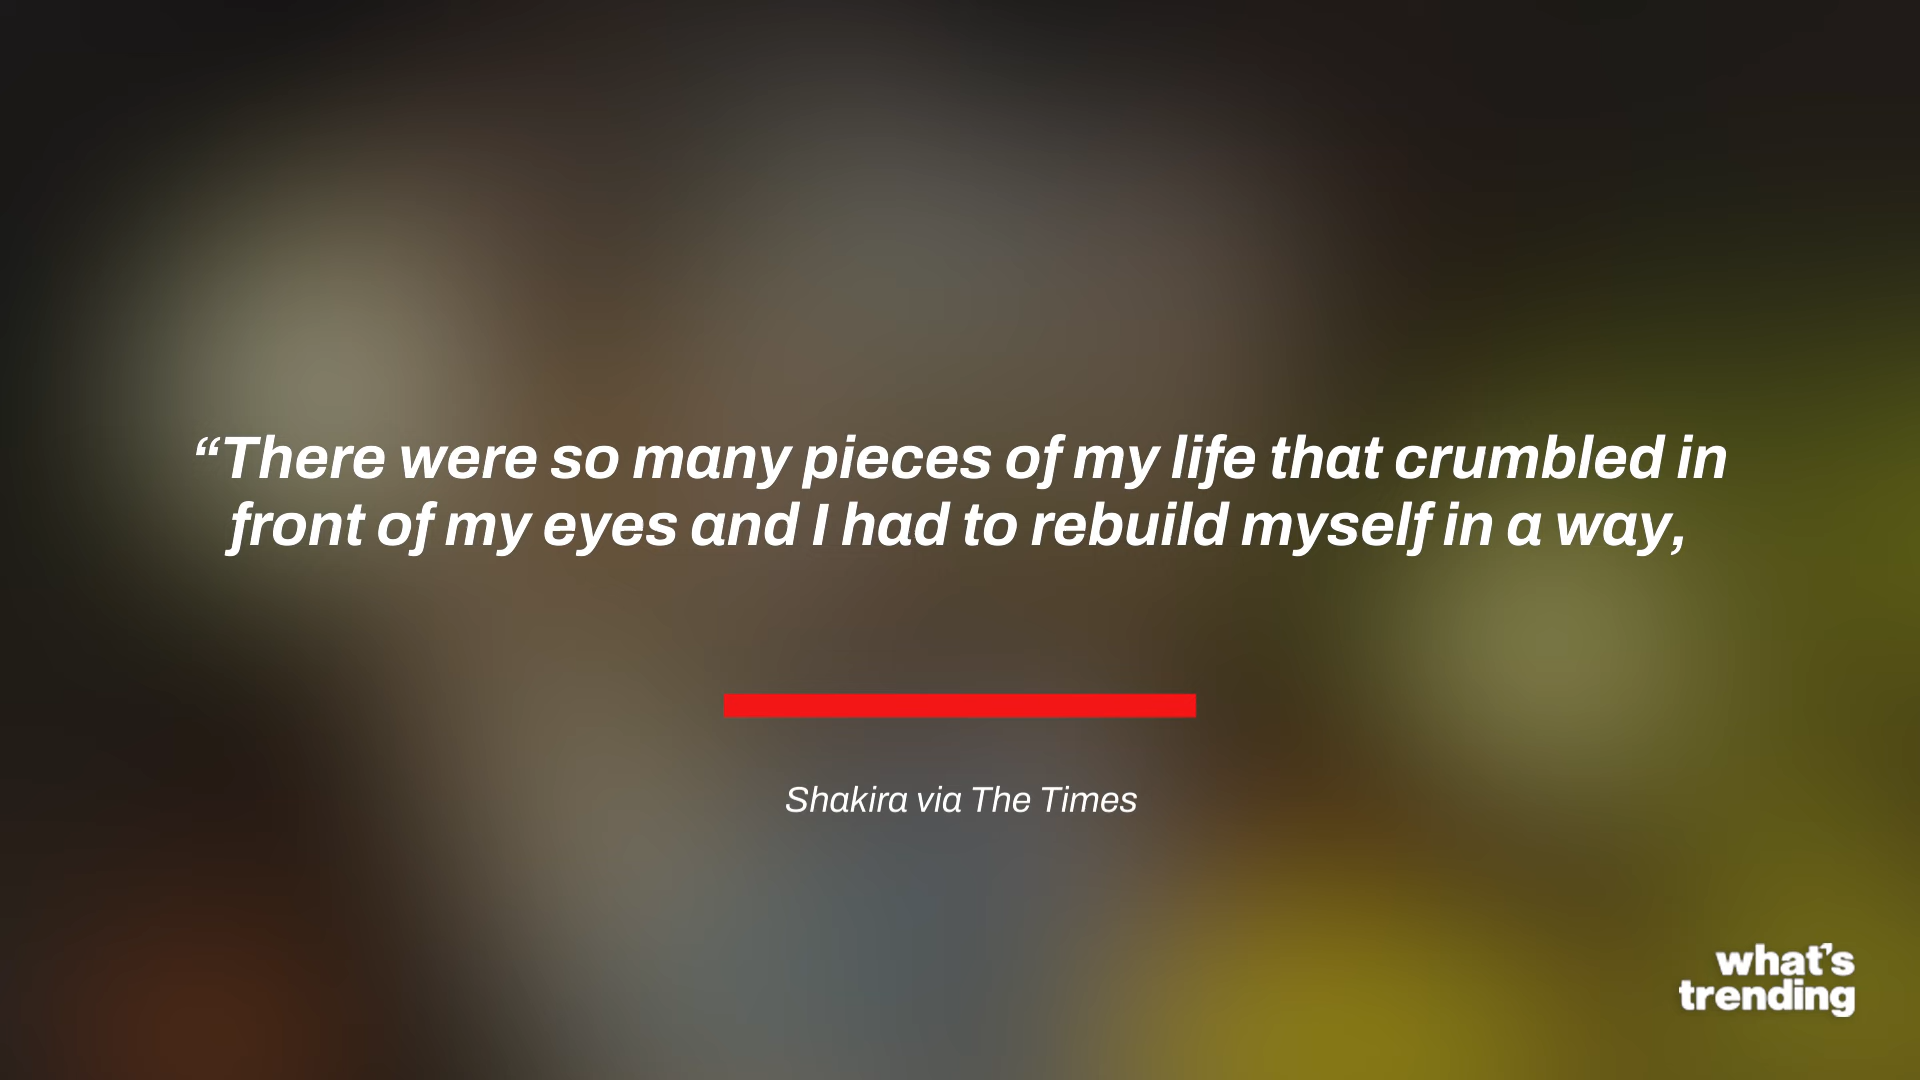 “There were so many pieces of my life that crumbled in
front of my eyes and I had to rebuild myself in a way,
Shakira via The Times
what’s
trending